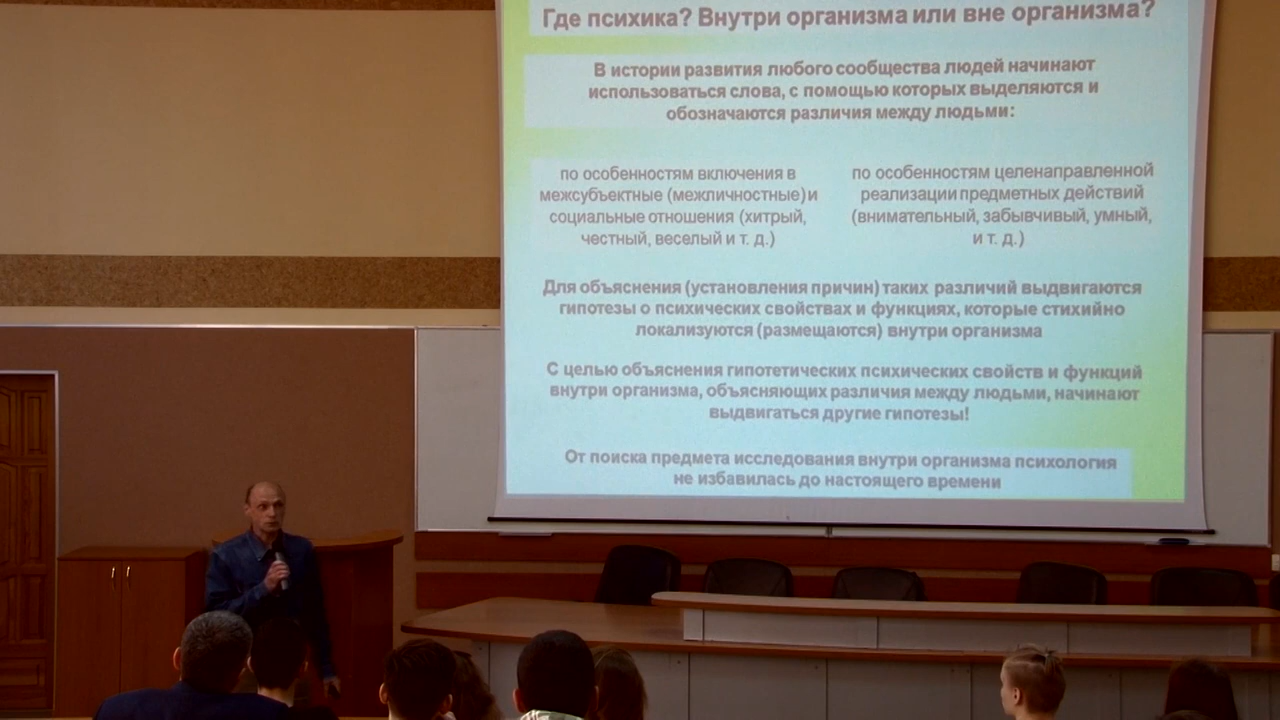 Где психика? Внутри организма или вне организма?
В истории развития любого сообщества людей начинают
использоваться слова, с помощью которых выделяются и
обозначаются различия между людьми:
по особенностям включения в
межсубъектные (межличностные) и
социальные отношения (хитрый,
честный, веселый и т. д.)
по особенностям целенаправленной
реализации предметных действий
(внимательный, забывчивый, умный,
и т. д.)
Для объяснения (установления причин) таких различий выдвигаются
гипотезы о психических свойствах и функциях, которые стихийно
локализуются (размещаются) внутри организма
С целью объяснения гипотетических психических свойств и функций
внутри организма, объясняющих различия между людьми, начинают
выдвигаться другие гипотезы!
От поиска предмета исследования внутри организма психология
не избавилась до настоящего времени